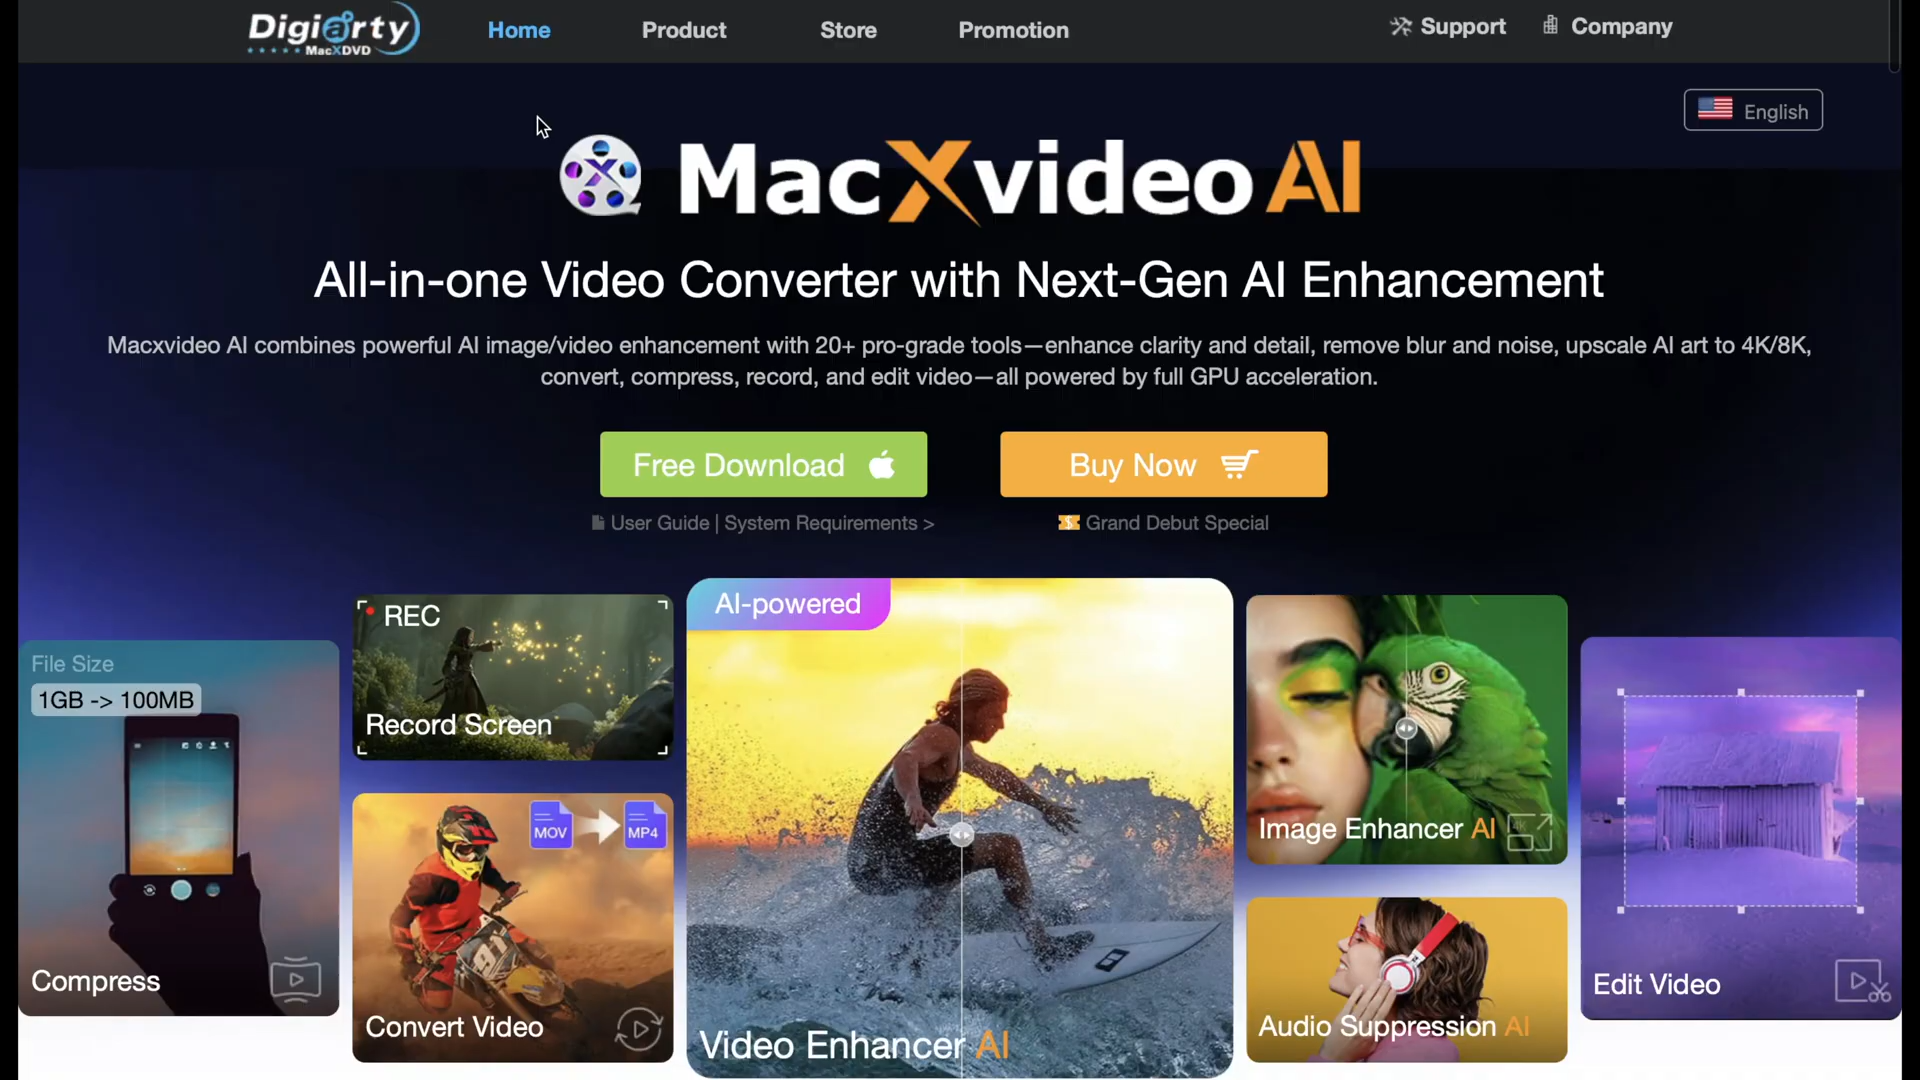 Digiarty
MacXDVD
Home
Product
Store
Promotion
Support
Company
English
MacXvideo AI
All-in-one Video Converter with Next-Gen AI Enhancement
Macxvideo AI combines powerful AI image/video enhancement with 20+ pro-grade tools—enhance clarity and detail, remove blur and noise, upscale AI art to 4K/8K,
convert, compress, record, and edit video—all powered by full GPU acceleration.
Free Download
Buy Now
User Guide | System Requirements >
Grand Debut Special
File Size
1GB -> 100MB
Compress
REC
Record Screen
MOV
MP4
Convert Video
AI-powered
Video Enhancer AI
Image Enhancer AI
4K
Audio Suppression AI
Edit Video